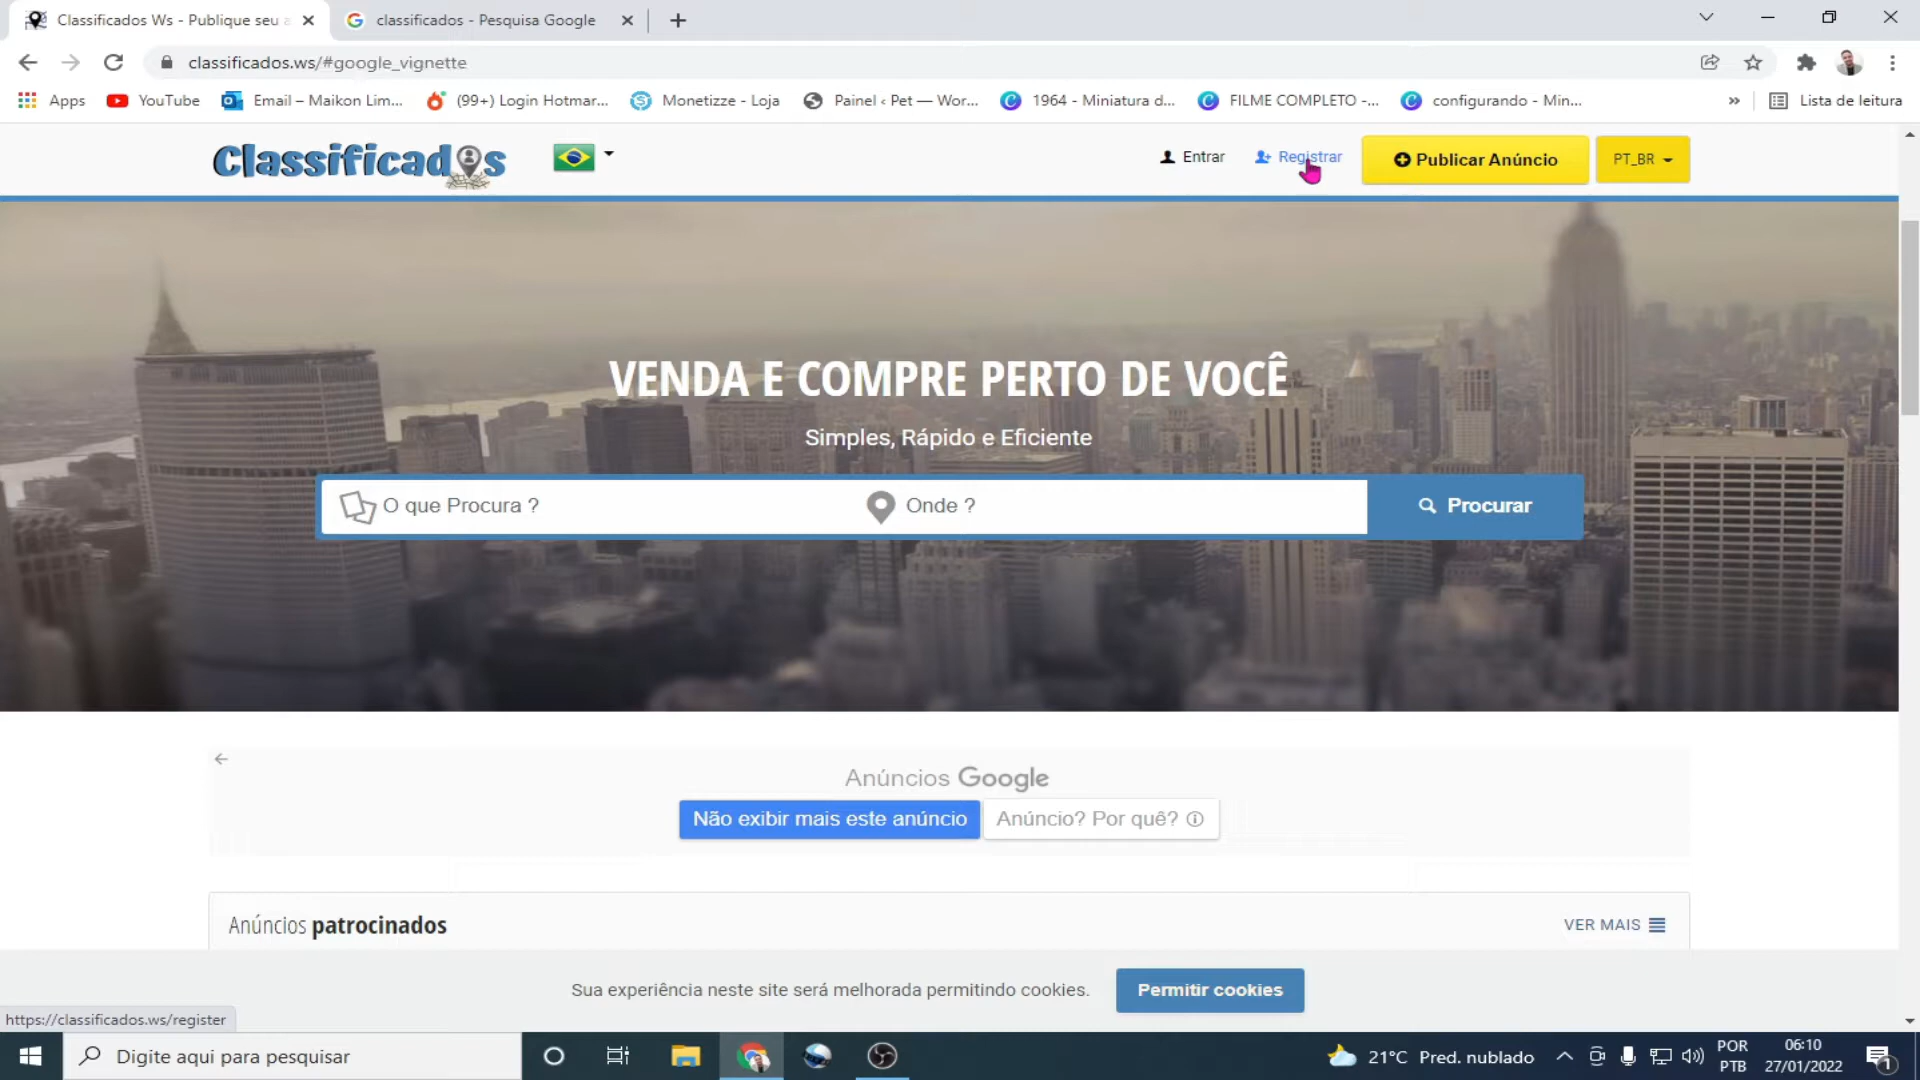 Classificados Ws - Publique seu a
classificados - Pesquisa Google
classificados.ws/#google_vignette
Apps
YouTube
Email – Maikon Lim...
(99+) Login Hotmar...
Monetizze - Loja
Painel ‹ Pet — Wor...
1964 - Miniatura d...
FILME COMPLETO -...
configurando - Min...
»
Lista de leitura
Classificados
Entrar
Registrar
Publicar Anúncio
PT_BR
VENDA E COMPRE PERTO DE VOCÊ
Simples, Rápido e Eficiente
O que Procura ?
Onde ?
Procurar
Anúncios Google
Não exibir mais este anúncio
Anúncio? Por quê?
Anúncios patrocinados
VER MAIS
Sua experiência neste site será melhorada permitindo cookies.
Permitir cookies
https://classificados.ws/register
Digite aqui para pesquisar
21°C Pred. nublado
POR
PTB
06:10
27/01/2022
1